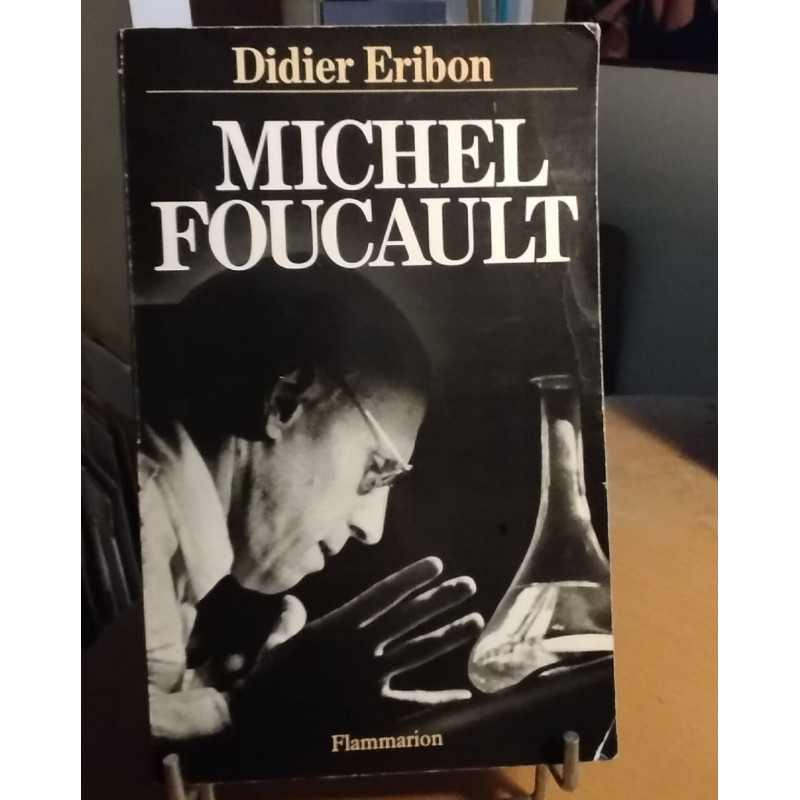 Didier Eribon
MICHEL
FOUCAULT
Flammarion